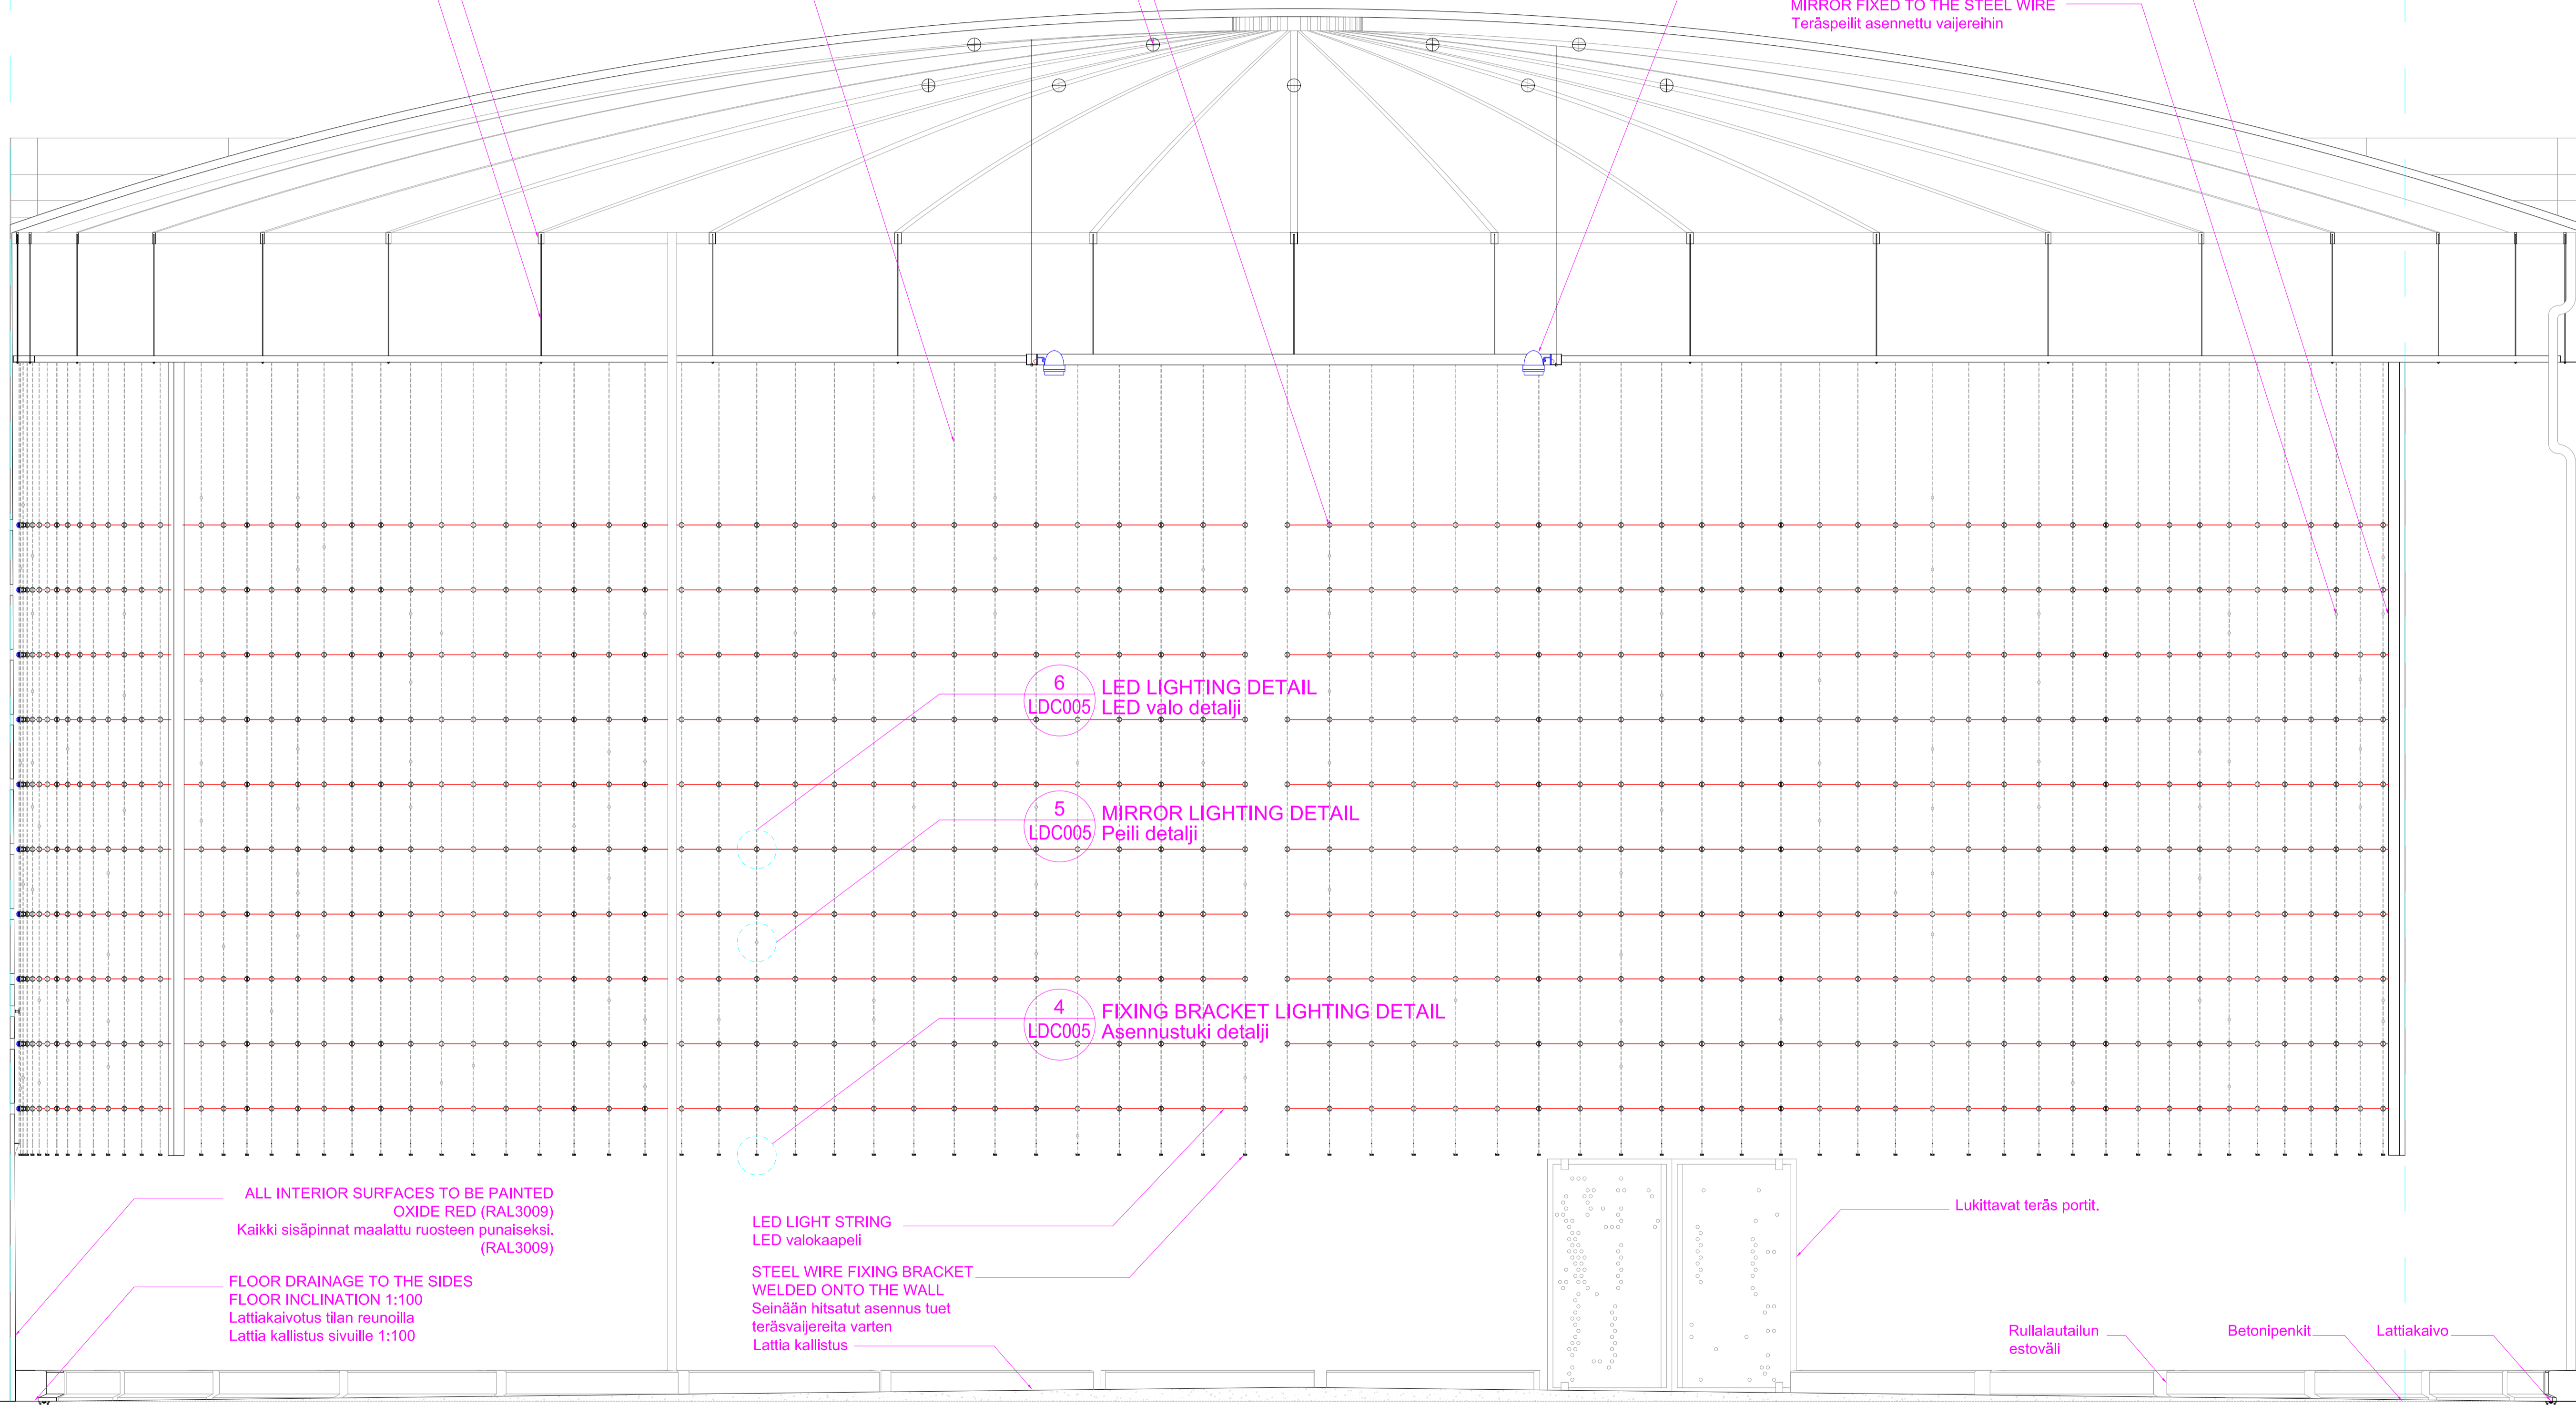 MIRROR FIXED TO THE STEEL WIRE
Teräspeilit asennettu vaijereihin
6
LDC005
LED LIGHTING DETAIL
LED valo detalji
5
LDC005
MIRROR LIGHTING DETAIL
Peili detalji
4
LDC005
FIXING BRACKET LIGHTING DETAIL
Asennustuki detalji
ALL INTERIOR SURFACES TO BE PAINTED
OXIDE RED (RAL3009)
Kaikki sisäpinnat maalattu ruosteen punaiseksi.
(RAL3009)
FLOOR DRAINAGE TO THE SIDES
FLOOR INCLINATION 1:100
Lattiakaivotus tilan reunoilla
Lattia kallistus sivuille 1:100
LED LIGHT STRING
LED valokaapeli
STEEL WIRE FIXING BRACKET
WELDED ONTO THE WALL
Seinään hitsatut asennus tuet
teräsvaijereita varten
Lattia kallistus
Lukittavat teräs portit.
Rullalautailun
estoväli
Betonipenkit
Lattiakaivo